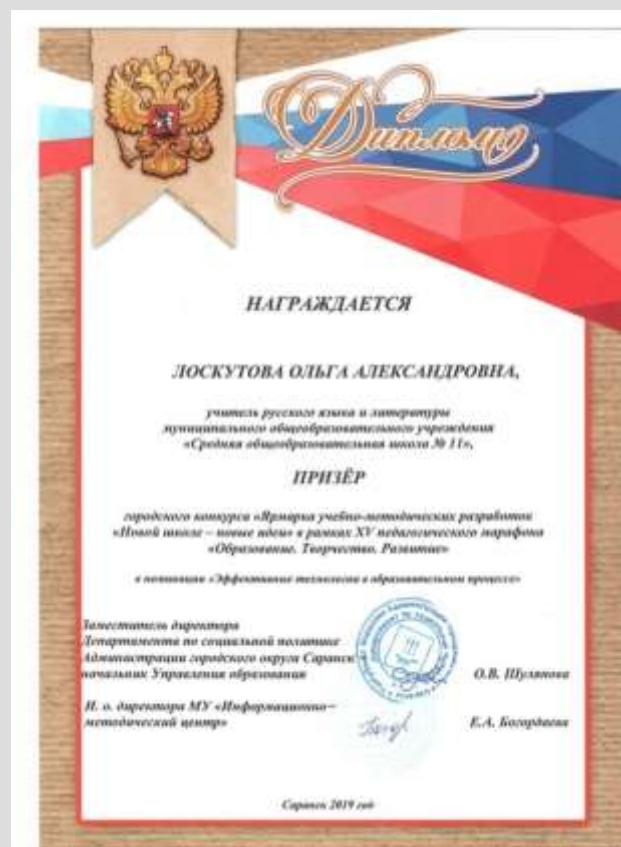 Диплом
НАГРАЖДАЕТСЯ
ЛОСКУТОВА ОЛЬГА АЛЕКСАНДРОВНА,
учитель русского языка и литературы
муниципального общеобразовательного учреждения
«Средняя общеобразовательная школа № 11»,
ПРИЗЁР
городского конкурса «Ярмарка учебно-методических разработок
«Новой школе – новые идеи» в рамках XV педагогического марафона
«Образование. Творчество. Развитие»
в номинации «Эффективные технологии в образовательном процессе»
Заместитель директора
Департамента по социальной политике
Администрации городского округа Саранск –
начальник Управления образования
О.В. Шулянова
И. о. директора МУ «Информационно–
методический центр»
Е.А. Богордаева
Саранск 2019 год